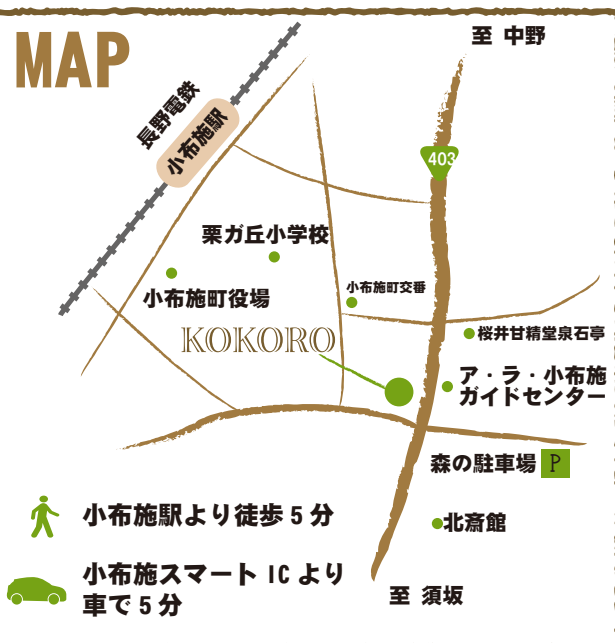 MAP
至 中野
長野電鉄
小布施駅
403
栗ガ丘小学校
小布施町役場
小布施町交番
KOKORO
桜井甘精堂泉石亭
ア・ラ・小布施
ガイドセンター
森の駐車場 P
北斎館
小布施駅より徒歩5分
小布施スマートICより
車で5分
至 須坂